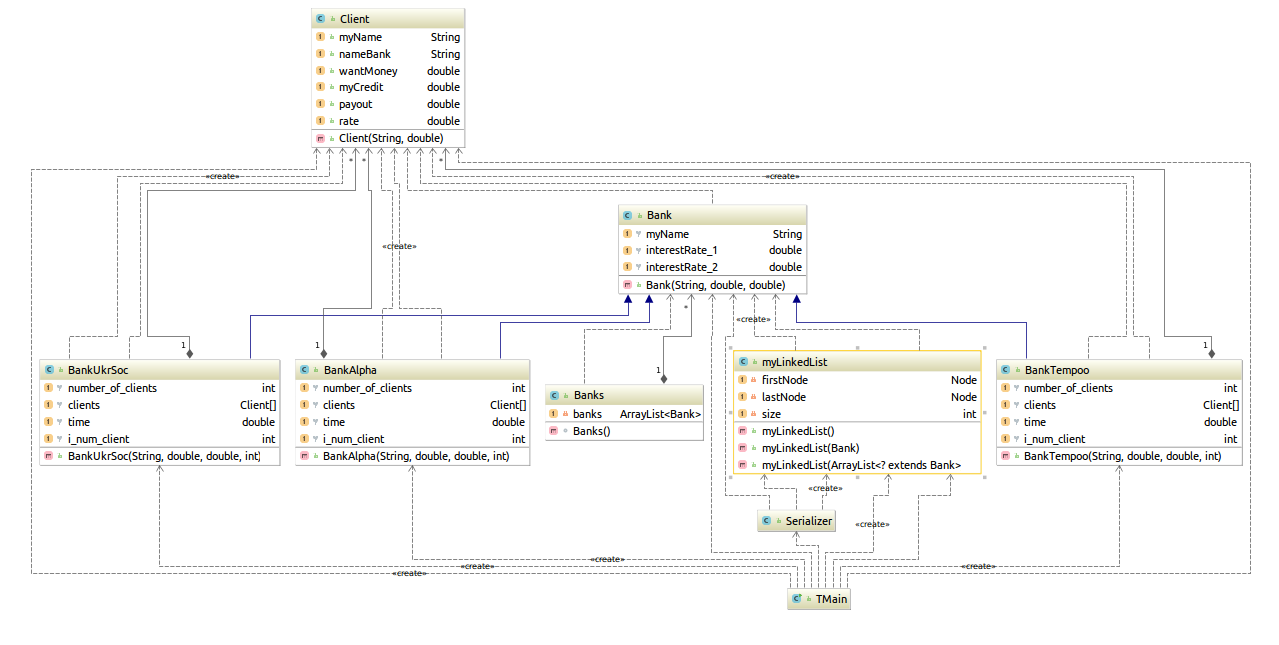 Client
myName String
nameBank String
wantMoney double
myCredit double
payout double
rate double
Client(String, double)
* * *
«create» «create»
«create»
Bank
myName String
interestRate_1 double
interestRate_2 double
Bank(String, double, double)
*
«create»
1 1 1 1
BankUkrSoc
number_of_clients int
clients Client[]
time double
i_num_client int
BankUkrSoc(String, double, double, int)
BankAlpha
number_of_clients int
clients Client[]
time double
i_num_client int
BankAlpha(String, double, double, int)
Banks
banks ArrayList<Bank>
Banks()
myLinkedList
firstNode Node
lastNode Node
size int
myLinkedList()
myLinkedList(Bank)
myLinkedList(ArrayList<? extends Bank>
BankTempoo
number_of_clients int
clients Client[]
time double
i_num_client int
BankTempoo(String, double, double, int)
«create»
Serializer
«create»
«create»
«create» «create»
«create»
TMain